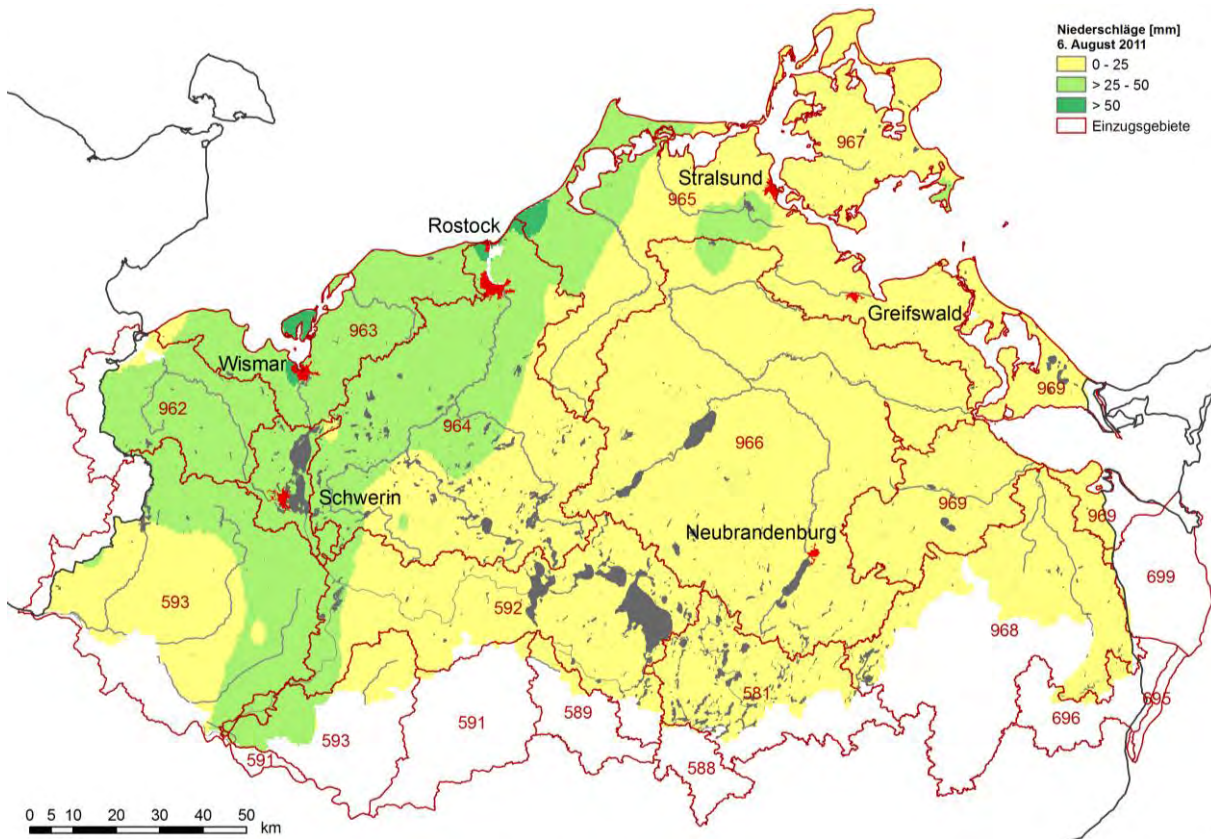 Niederschläge [mm]
6. August 2011
0 - 25
> 25 - 50
> 50
Einzugsgebiete
967
Stralsund
965
Rostock
Greifswald
963
Wismar
969
962
964
966
Schwerin
969
969
Neubrandenburg
699
593
592
968
581
695
591
589
696
593
591
588
0 5 10 20 30 40 50
km